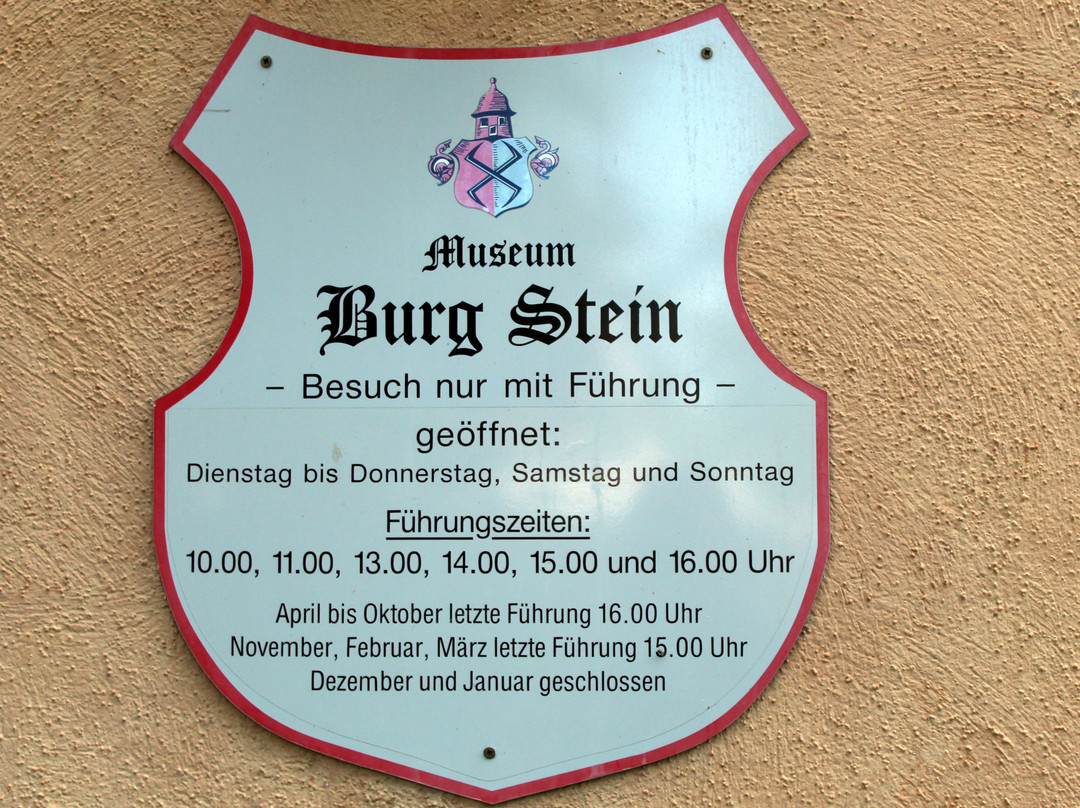 Museum
Burg Stein
– Besuch nur mit Führung –
geöffnet:
Dienstag bis Donnerstag, Samstag und Sonntag
Führungszeiten:
10.00, 11.00, 13.00, 14.00, 15.00 und 16.00 Uhr
April bis Oktober letzte Führung 16.00 Uhr
November, Februar, März letzte Führung 15.00 Uhr
Dezember und Januar geschlossen